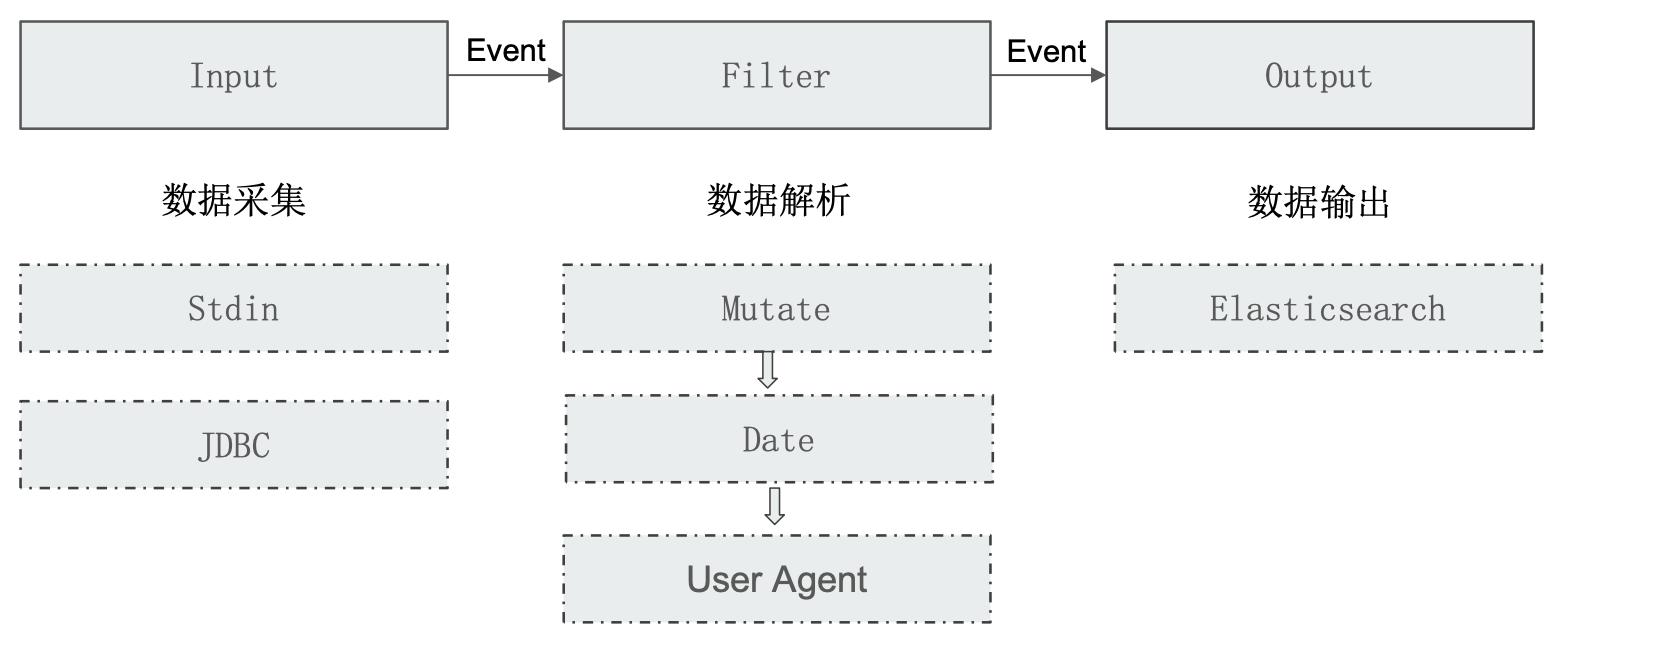 Input
Event
Filter
Event
Output
数据采集
数据解析
数据输出
Stdin
Mutate
Elasticsearch
JDBC
Date
User Agent